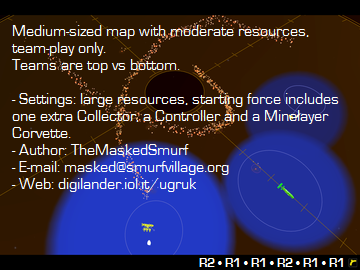 Medium-sized map with moderate resources,
team-play only.
Teams are top vs bottom.
- Settings: large resources, starting force includes
one extra Collector, a Controller and a Minelayer
Corvette.
- Author: TheMaskedSmurf
- E-mail: masked@smurfvillage.org
- Web: digilander.iol.it/ugruk
R2 • R1 • R1 • R2 • R1 • R1 r